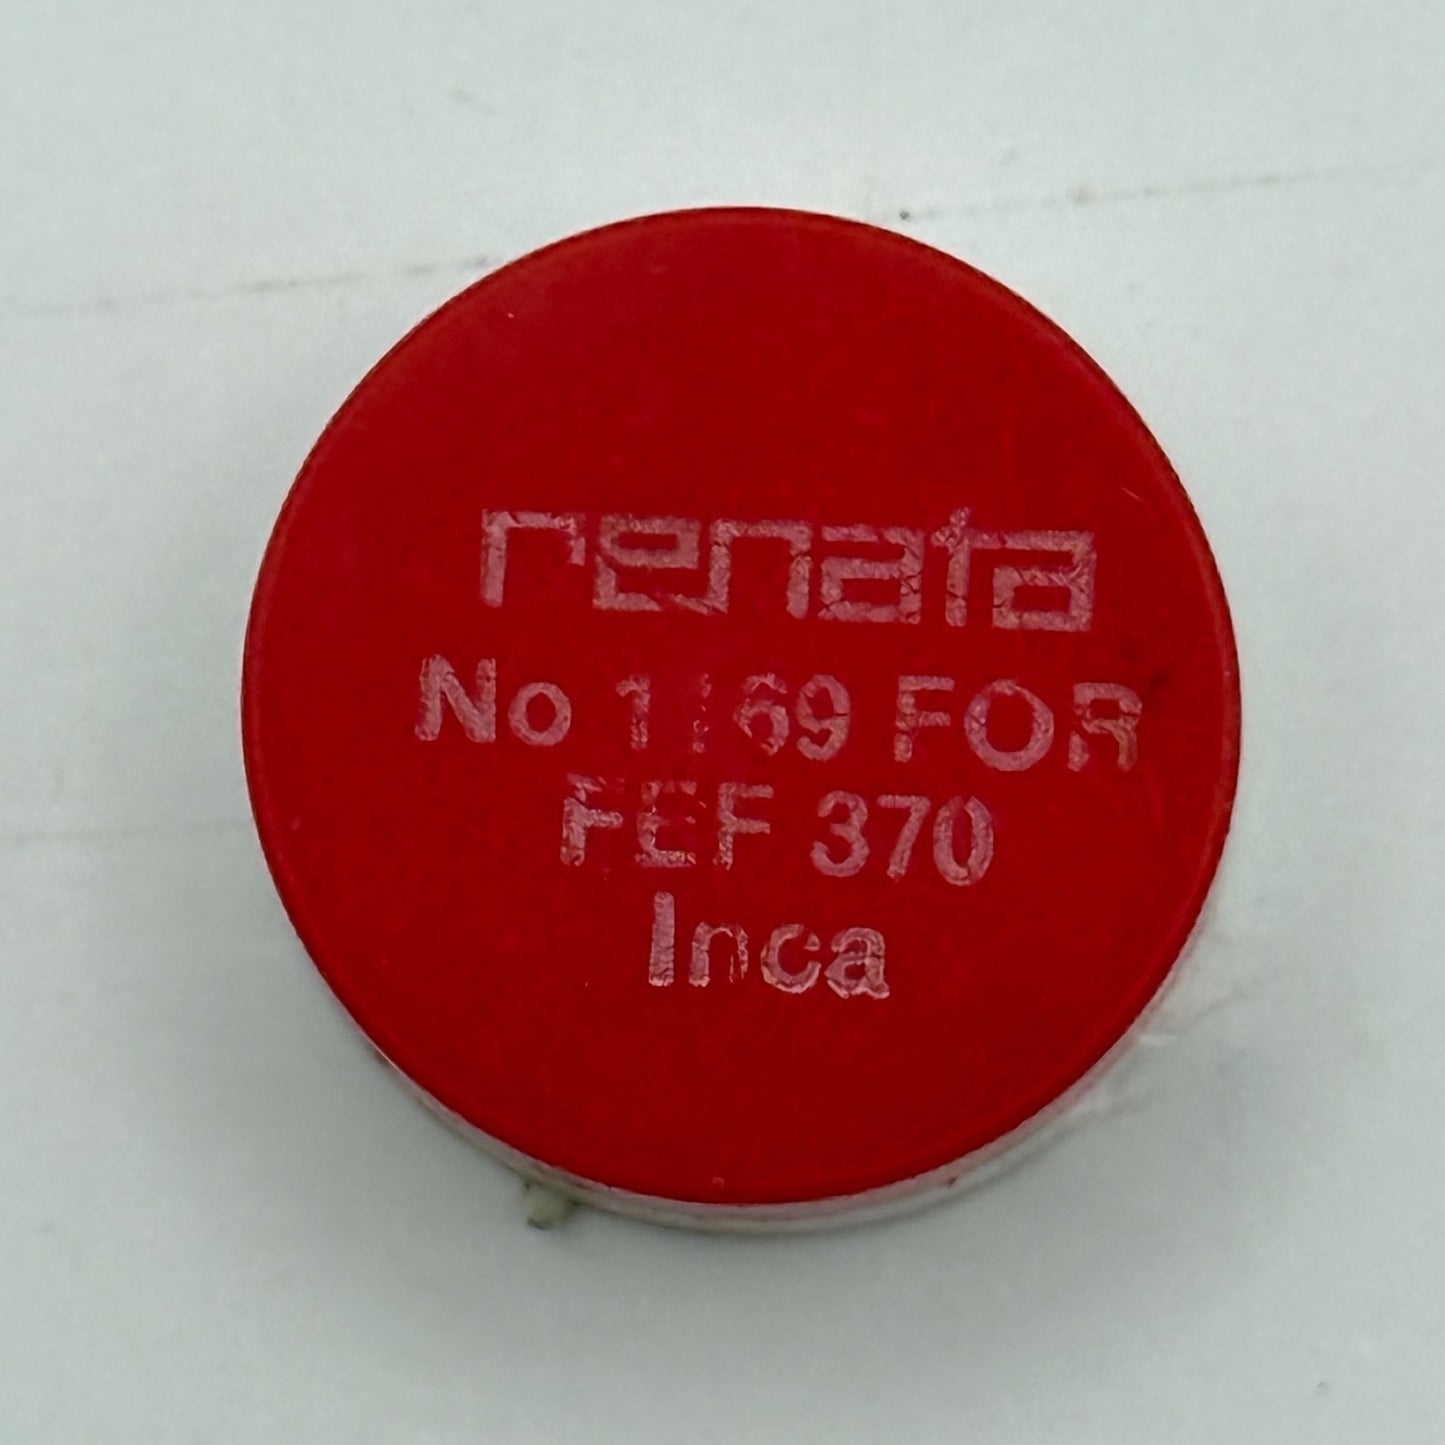 renata
No 1169 FOR
FEF 370
Inca